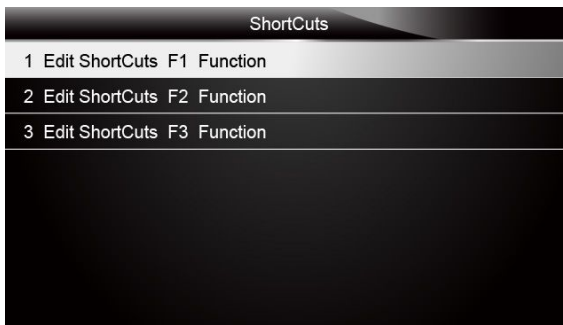 ShortCuts
1 Edit ShortCuts F1 Function
2 Edit ShortCuts F2 Function
3 Edit ShortCuts F3 Function